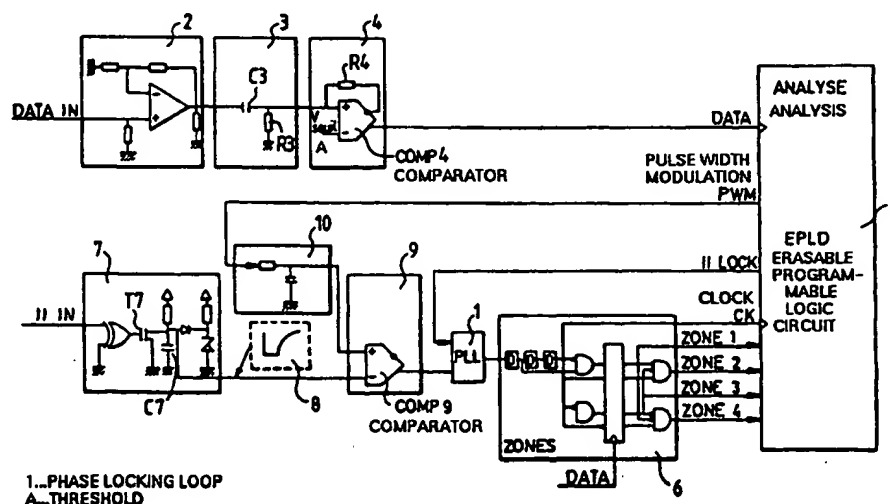 2
3
4
R4
C3
DATA IN
R3
V
A
COMP 4
COMPARATOR
DATA
ANALYSE
ANALYSIS
PULSE WIDTH
MODULATION
PWM
10
7
9
EPLD
ERASABLE
PROGRAM-
MABLE
LOGIC
CIRCUIT
LOCK
T7
IN
1
PLL
CLOCK
CK
ZONE 1
ZONE 2
ZONE 3
ZONE 4
C7
8
COMP 9
COMPARATOR
ZONES
DATA
6
1...PHASE LOCKING LOOP
A...THRESHOLD